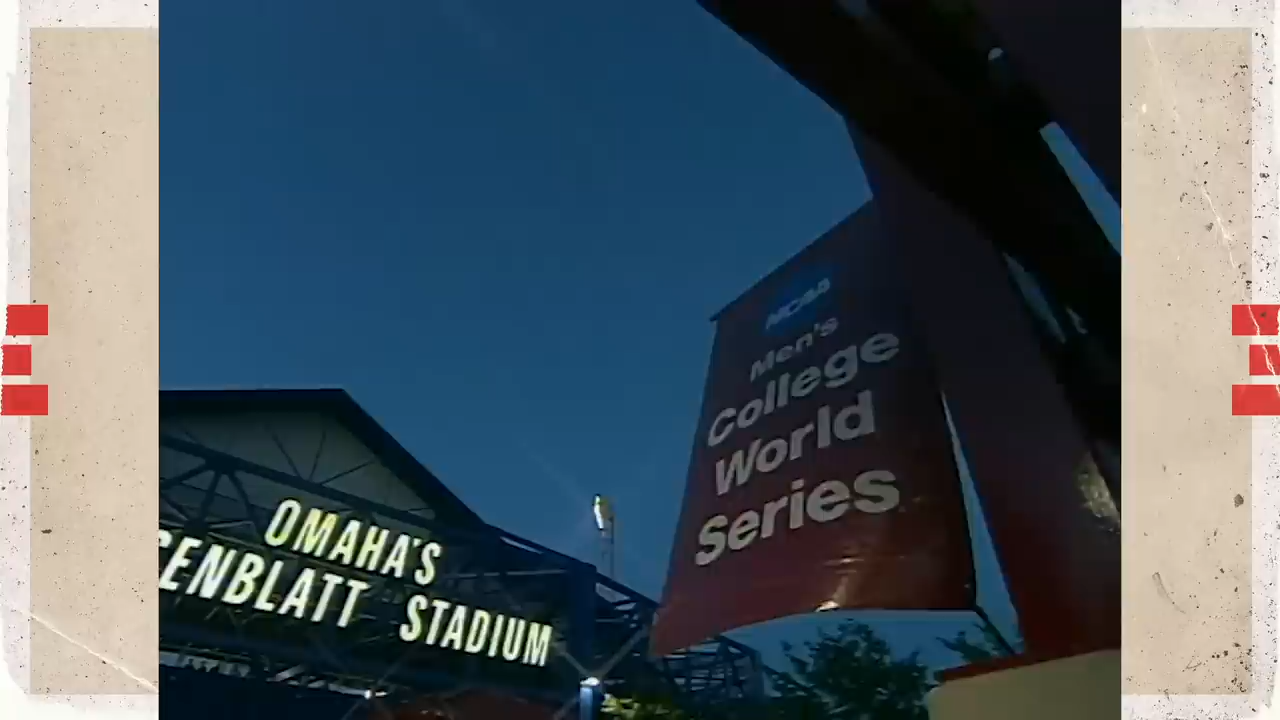 OMAHA'S
ENBLATT STADIUM
NCAA
Men's
College
World
Series